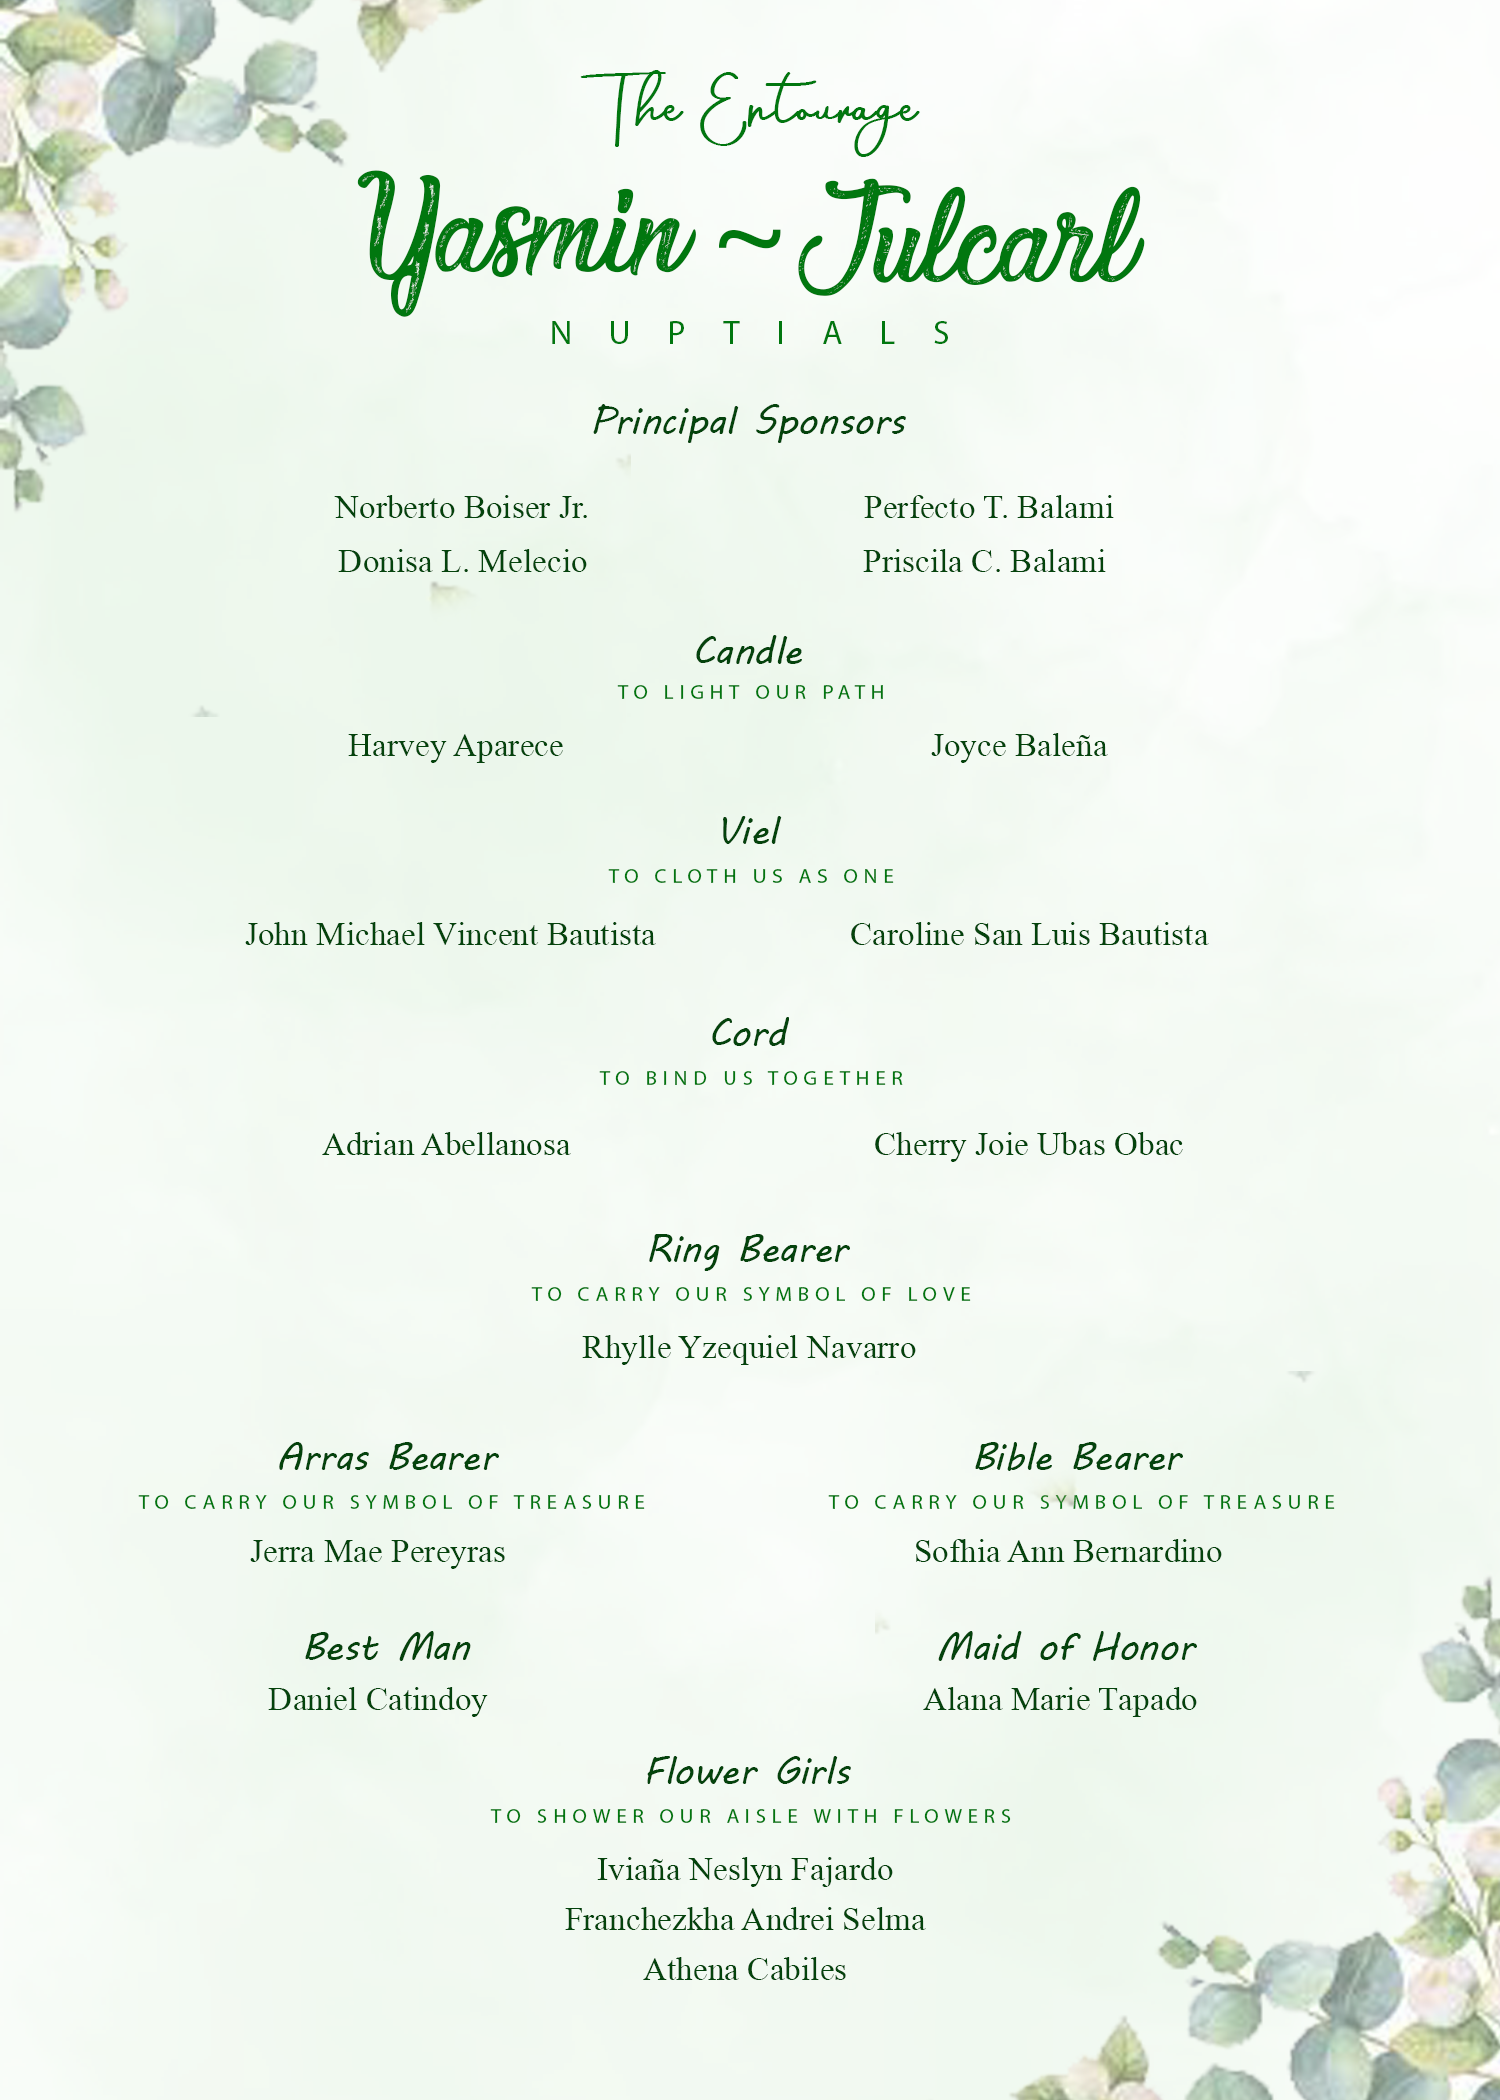 The Entourage
Yasmin ~ Julcarl
NUPTIALS
Principal Sponsors
Norberto Boiser Jr. Perfecto T. Balami
Donisa L. Melecio Priscila C. Balami
Candle
TO LIGHT OUR PATH
Harvey Aparece Joyce Baleña
Viel
TO CLOTH US AS ONE
John Michael Vincent Bautista Caroline San Luis Bautista
Cord
TO BIND US TOGETHER
Adrian Abellanosa Cherry Joie Ubas Obac
Ring Bearer
TO CARRY OUR SYMBOL OF LOVE
Rhylle Yzequiel Navarro
Arras Bearer Bible Bearer
TO CARRY OUR SYMBOL OF TREASURE TO CARRY OUR SYMBOL OF TREASURE
Jerra Mae Pereyras Sofhia Ann Bernardino
Best Man Maid of Honor
Daniel Catindoy Alana Marie Tapado
Flower Girls
TO SHOWER OUR AISLE WITH FLOWERS
Iviaña Neslyn Fajardo
Franchezkha Andrei Selma
Athena Cabiles